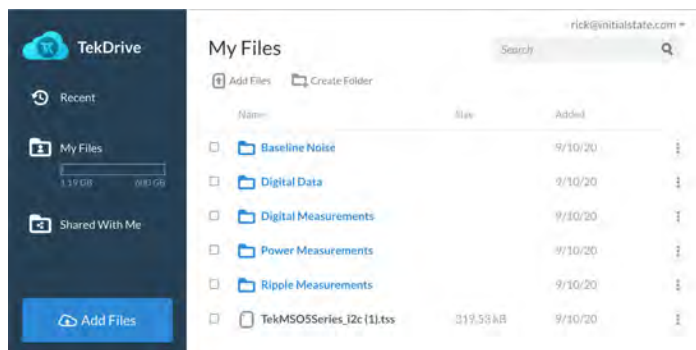 rick@initialstate.com
TekDrive
My Files
Search
Add Files
Create Folder
Recent
Name
Size
Added
My Files
1.19 GB
600 GB
Baseline Noise
9/10/20
Digital Data
9/10/20
Shared With Me
Digital Measurements
9/10/20
Power Measurements
9/10/20
Ripple Measurements
9/10/20
Add Files
TekMSO5Series_i2c (1).tss
319.53 kB
9/10/20